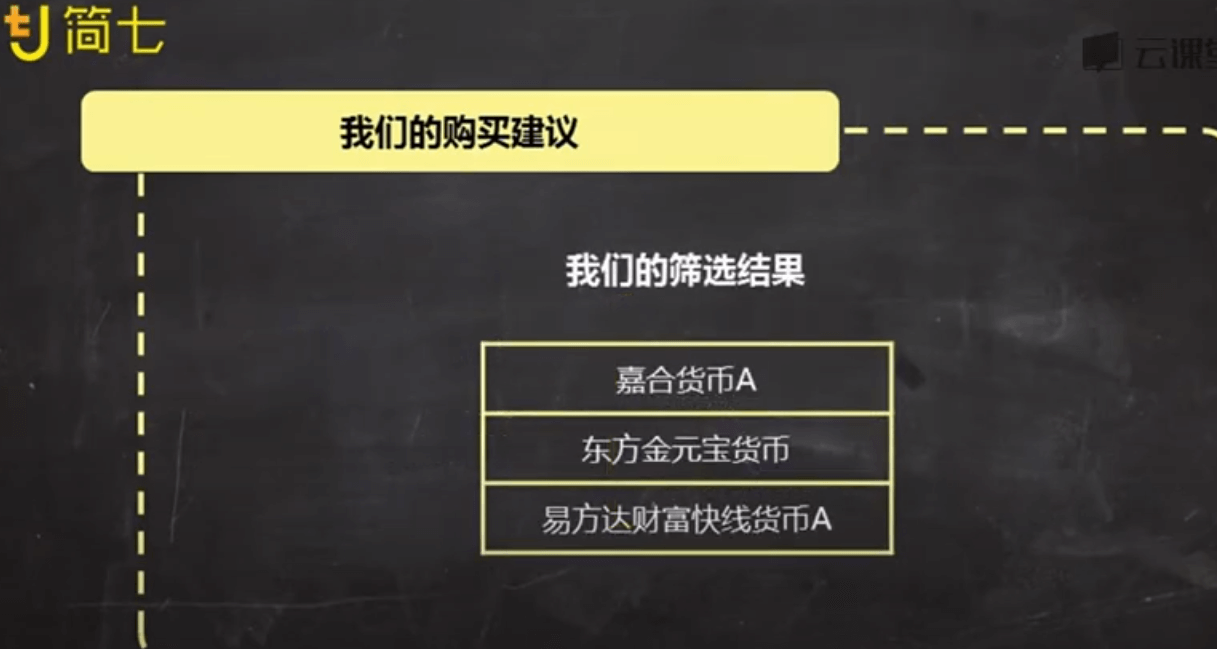 简七
云课堂
我们的购买建议
我们的筛选结果
嘉合货币A
东方金元宝货币
易方达财富快线货币A